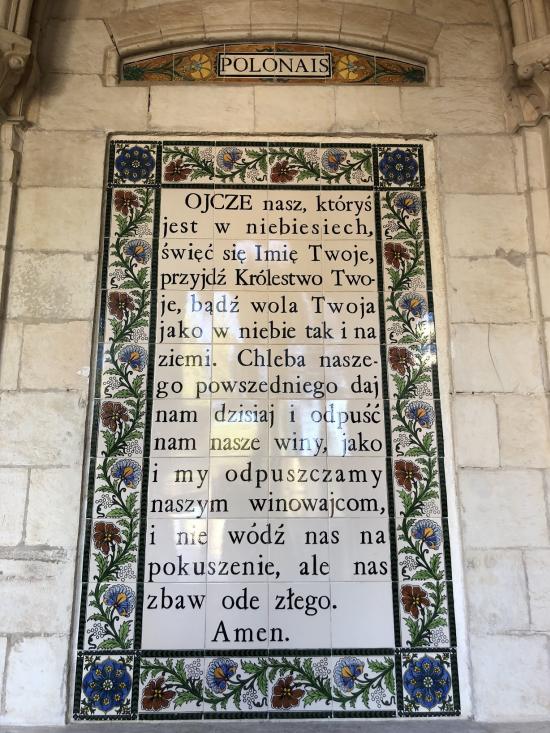 POLONAIS
OJCZE nasz, któryś
jest w niebiesiech,
święć się Imię Twoje,
przyjdź Królestwo Two-
je, bądź wola Twoja
jako w niebie tak i na
ziemi. Chleba nasze-
go powszedniego daj
nam dzisiaj i odpuść
nam nasze winy, jako
i my odpuszczamy
naszym winowajcom,
i nie wódź nas na
pokuszenie, ale nas
zbaw ode złego.
Amen.